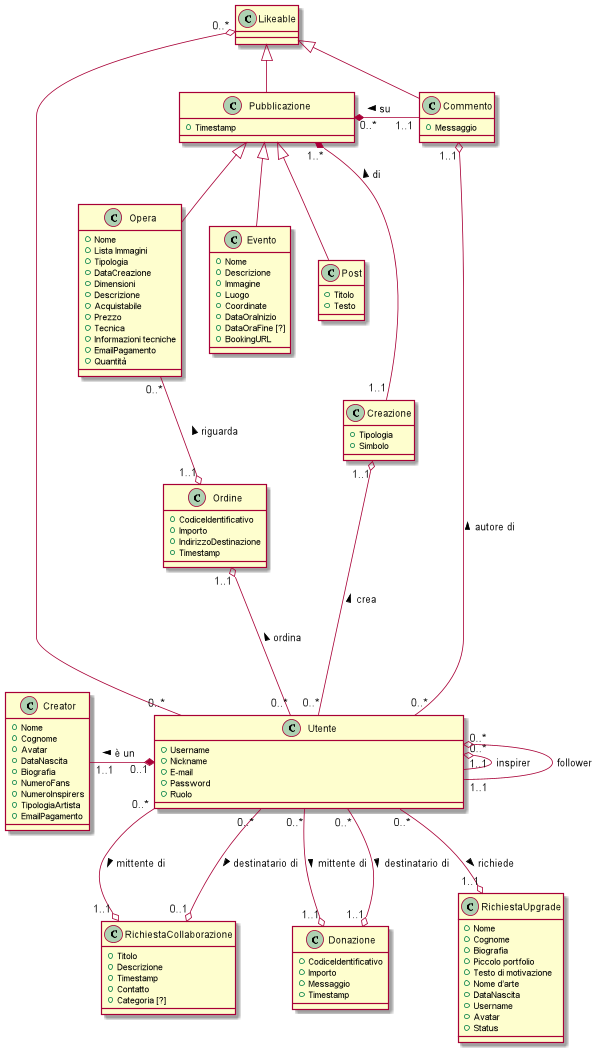 C Likeable
0..*
C Pubblicazione
Timestamp
0..*
su
1..1
C Commento
Messaggio
1..*
1..1
di
C Opera
Nome
Lista Immagini
Tipologia
DataCreazione
Dimensioni
Descrizione
Acquistabile
Prezzo
Tecnica
Informazioni tecniche
EmailPagamento
Quantità
C Evento
Nome
Descrizione
Immagine
Luogo
Coordinate
DataOraInizio
DataOraFine [?]
BookingURL
C Post
Titolo
Testo
0..*
1..1
C Creazione
Tipologia
Simbolo
riguarda
1..1
1..1
C Ordine
CodiceIdentificativo
Importo
IndirizzoDestinazione
Timestamp
autore di
1..1
crea
ordina
0..*
0..*
0..*
0..*
C Creator
Nome
Cognome
Avatar
DataNascita
Biografia
NumeroFans
NumeroInspirers
TipologiaArtista
EmailPagamento
è un
1..1
0..1
C Utente
Username
Nickname
E-mail
Password
Ruolo
0..*
0..*
1..1
inspirer
follower
1..1
0..*
0..*
0..*
0..*
0..*
mittente di
destinatario di
mittente di
destinatario di
richiede
1..1
0..1
1..1
1..1
1..1
C RichiestaCollaborazione
Titolo
Descrizione
Timestamp
Contatto
Categoria [?]
C Donazione
CodiceIdentificativo
Importo
Messaggio
Timestamp
C RichiestaUpgrade
Nome
Cognome
Biografia
Piccolo portfolio
Testo di motivazione
Nome d'arte
DataNascita
Username
Avatar
Status